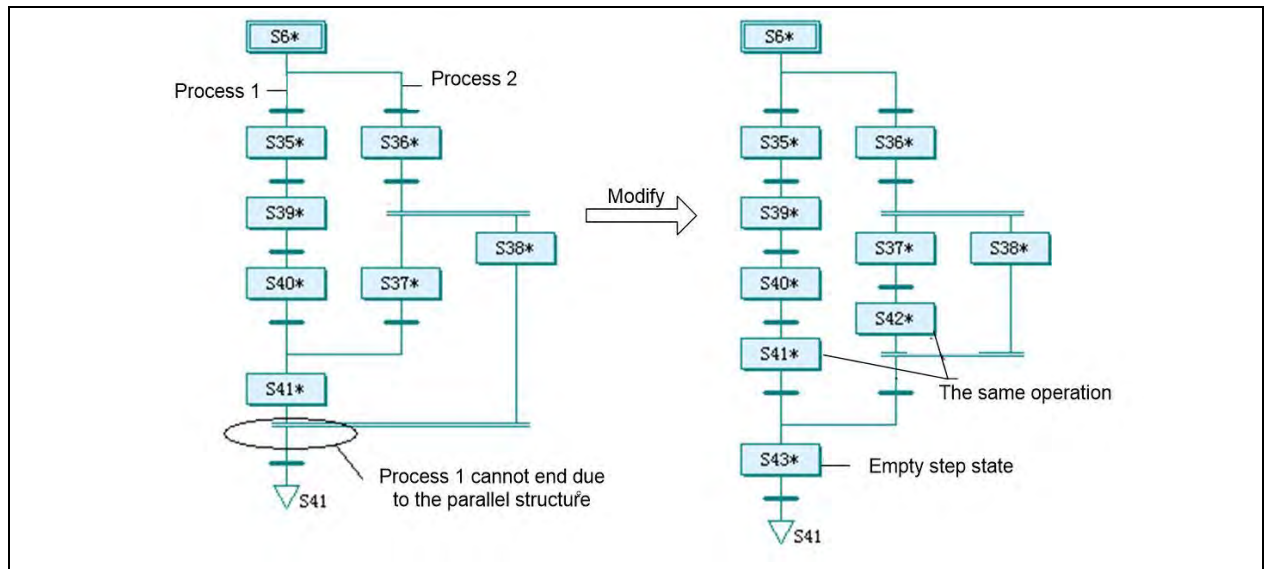 S6*
Process 1
Process 2
S35*
S36*
S39*
S38*
S40*
S37*
S41*
Process 1 cannot end due
to the parallel structure
S41
Modify
S6*
S35*
S36*
S39*
S37*
S38*
S40*
S42*
S41*
The same operation
S43*
Empty step state
S41